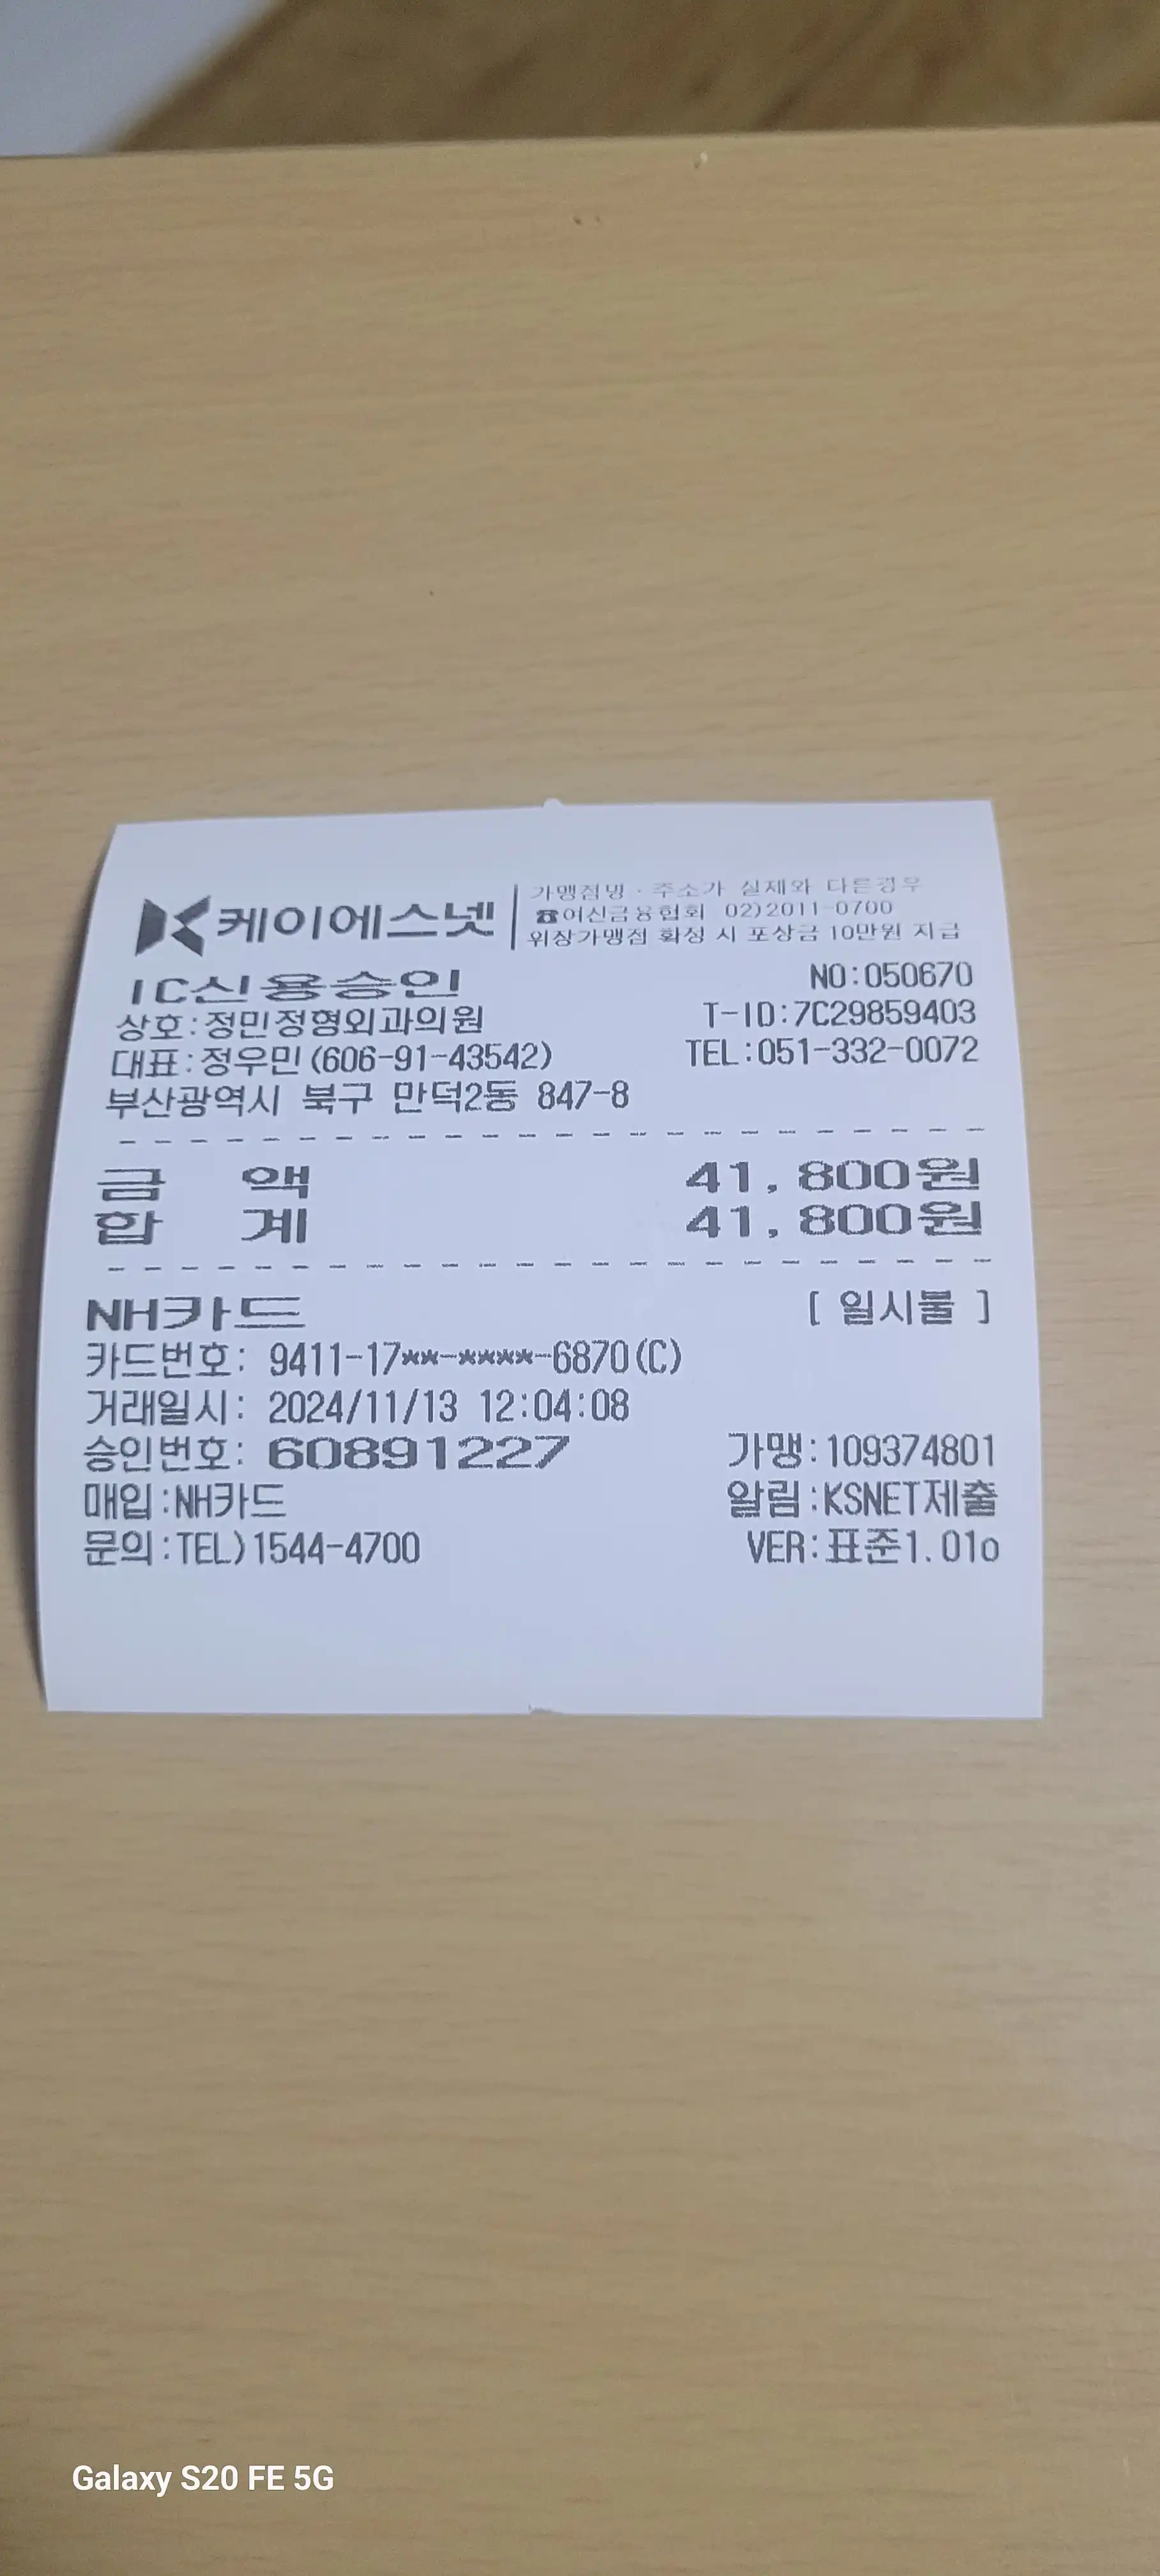 케이에스넷
가맹점명 · 주소가 실제와 다른경우
☎여신금융협회 02)2011-0700
위장가맹점 확정 시 포상금 10만원 지급
IC신용승인 NO:050670
상호:정민정형외과의원 T-ID:7C29859403
대표:정우민(606-91-43542) TEL:051-332-0072
부산광역시 북구 만덕2동 847-8
금 액 41,800원
합 계 41,800원
NH카드 [ 일시불 ]
카드번호: 9411-17**-****-6870(C)
거래일시: 2024/11/13 12:04:08
승인번호: 60891227 가맹:109374801
매입:NH카드 알림:KSNET제출
문의:TEL)1544-4700 VER:표준1.01o
Galaxy S20 FE 5G